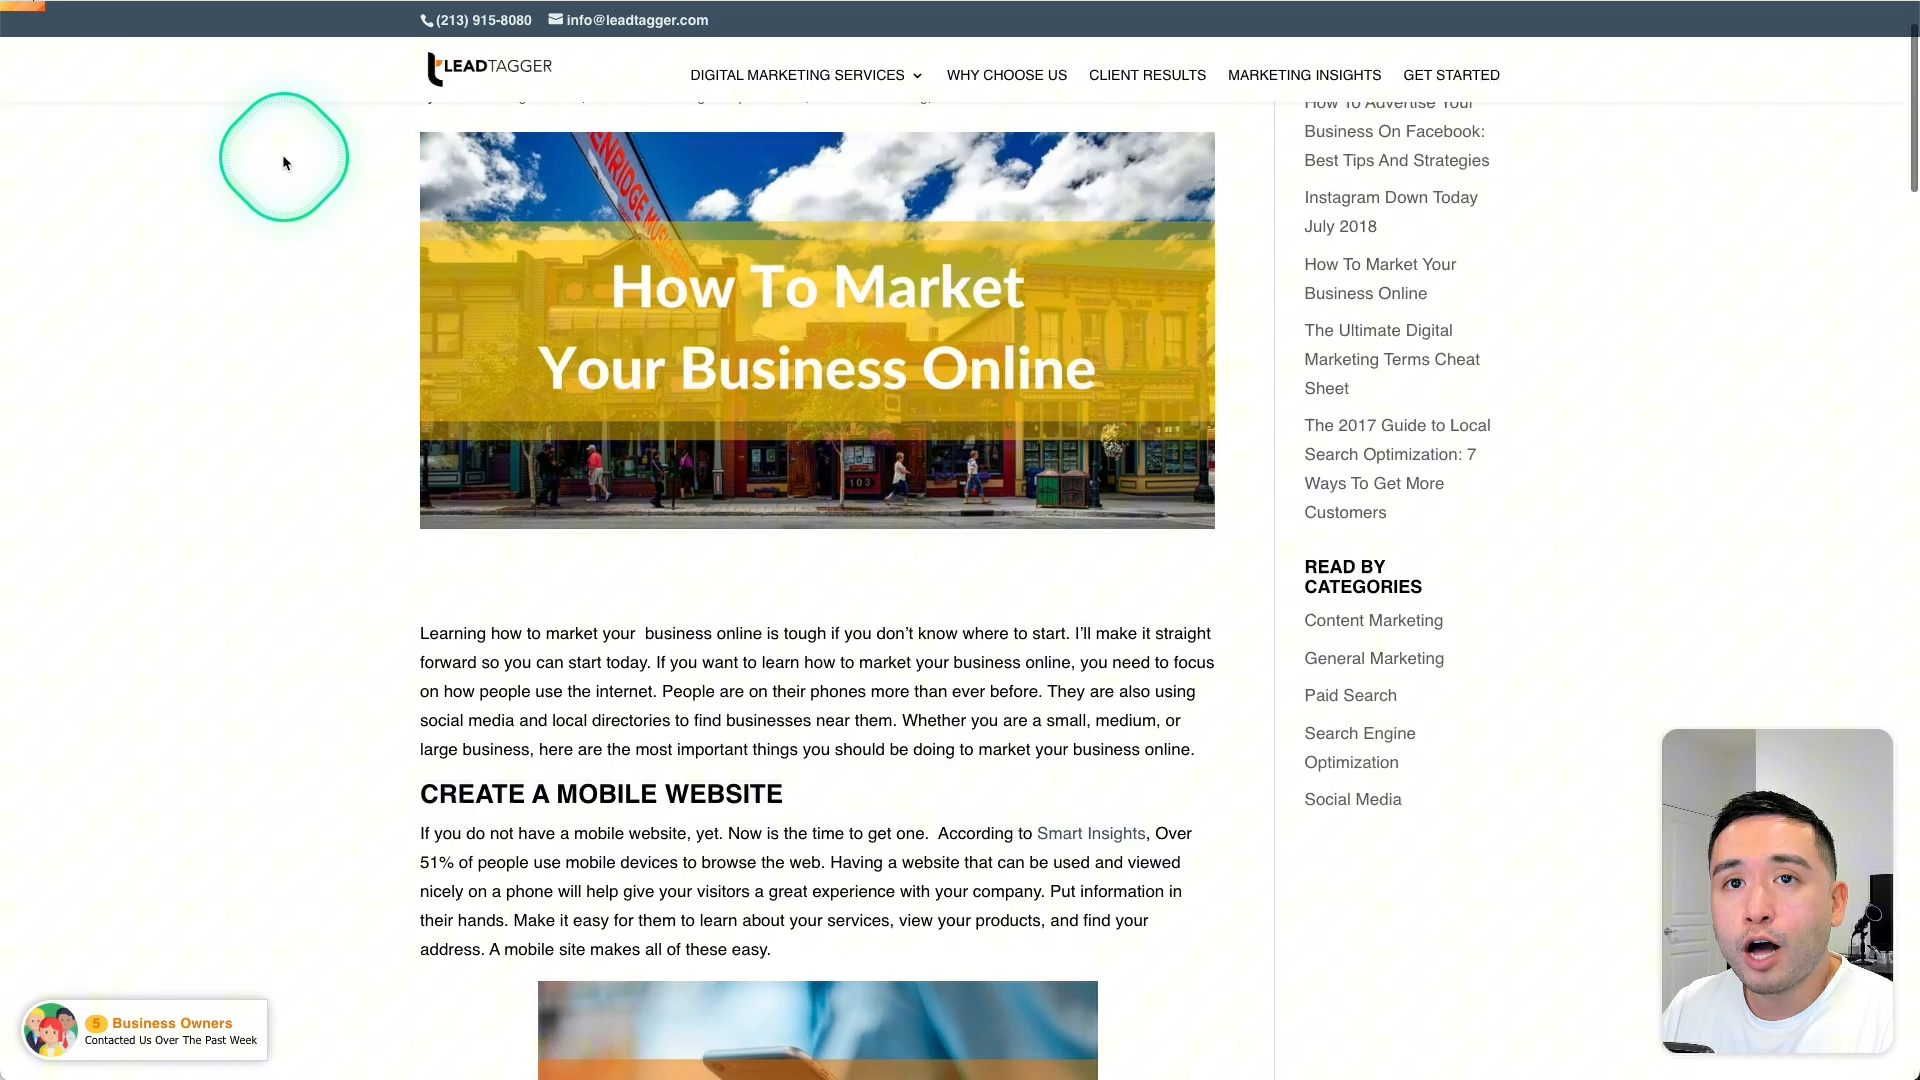 (213) 915-8080 info@leadtagger.com
LEADTAGGER
DIGITAL MARKETING SERVICES WHY CHOOSE US CLIENT RESULTS MARKETING INSIGHTS GET STARTED
ENRIDGE MUSIC
How To Market
Your Business Online
103
Learning how to market your  business online is tough if you don’t know where to start. I’ll make it straight
forward so you can start today. If you want to learn how to market your business online, you need to focus
on how people use the internet. People are on their phones more than ever before. They are also using
social media and local directories to find businesses near them. Whether you are a small, medium, or
large business, here are the most important things you should be doing to market your business online.
CREATE A MOBILE WEBSITE
If you do not have a mobile website, yet. Now is the time to get one.  According to Smart Insights, Over
51% of people use mobile devices to browse the web. Having a website that can be used and viewed
nicely on a phone will help give your visitors a great experience with your company. Put information in
their hands. Make it easy for them to learn about your services, view your products, and find your
address. A mobile site makes all of these easy.
How To Advertise Your
Business On Facebook:
Best Tips And Strategies
Instagram Down Today
July 2018
How To Market Your
Business Online
The Ultimate Digital
Marketing Terms Cheat
Sheet
The 2017 Guide to Local
Search Optimization: 7
Ways To Get More
Customers
READ BY
CATEGORIES
Content Marketing
General Marketing
Paid Search
Search Engine
Optimization
Social Media
5 Business Owners
Contacted Us Over The Past Week